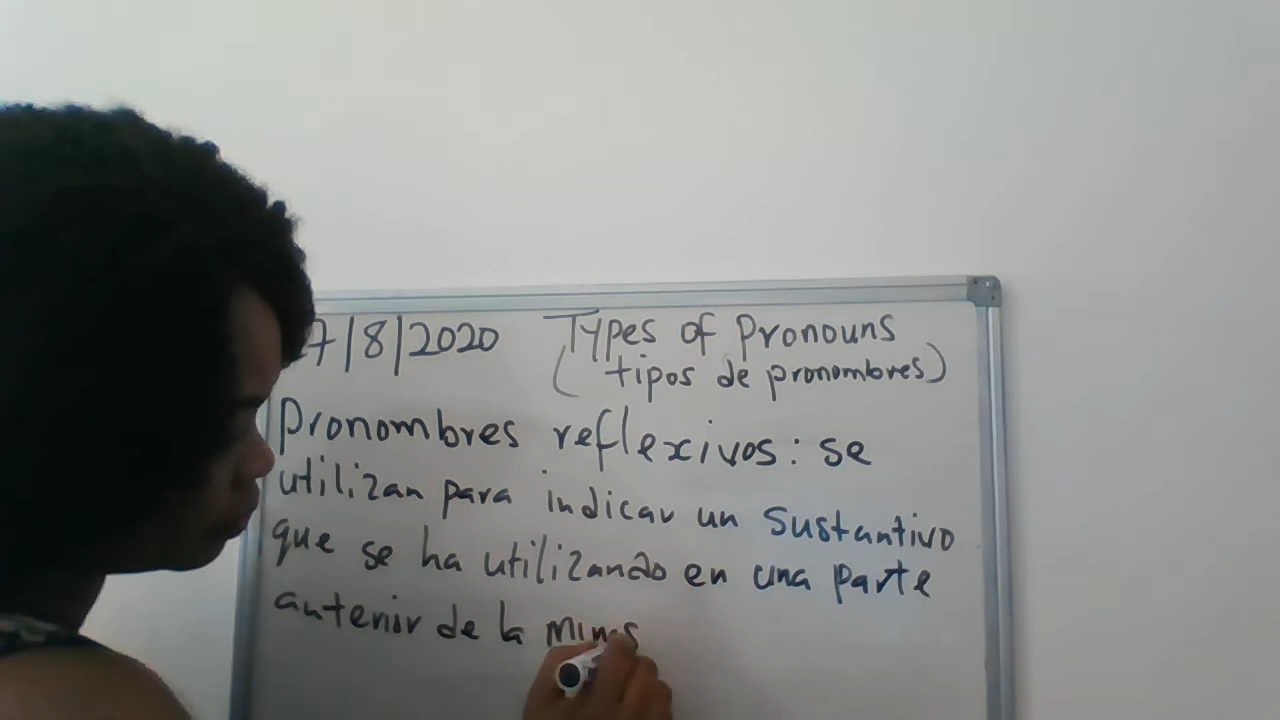 7/8/2020 Types of Pronouns
(tipos de pronombres)
Pronombres reflexivos: se
utilizan para indicar un sustantivo
que se ha utilizando en una parte
anterior de la